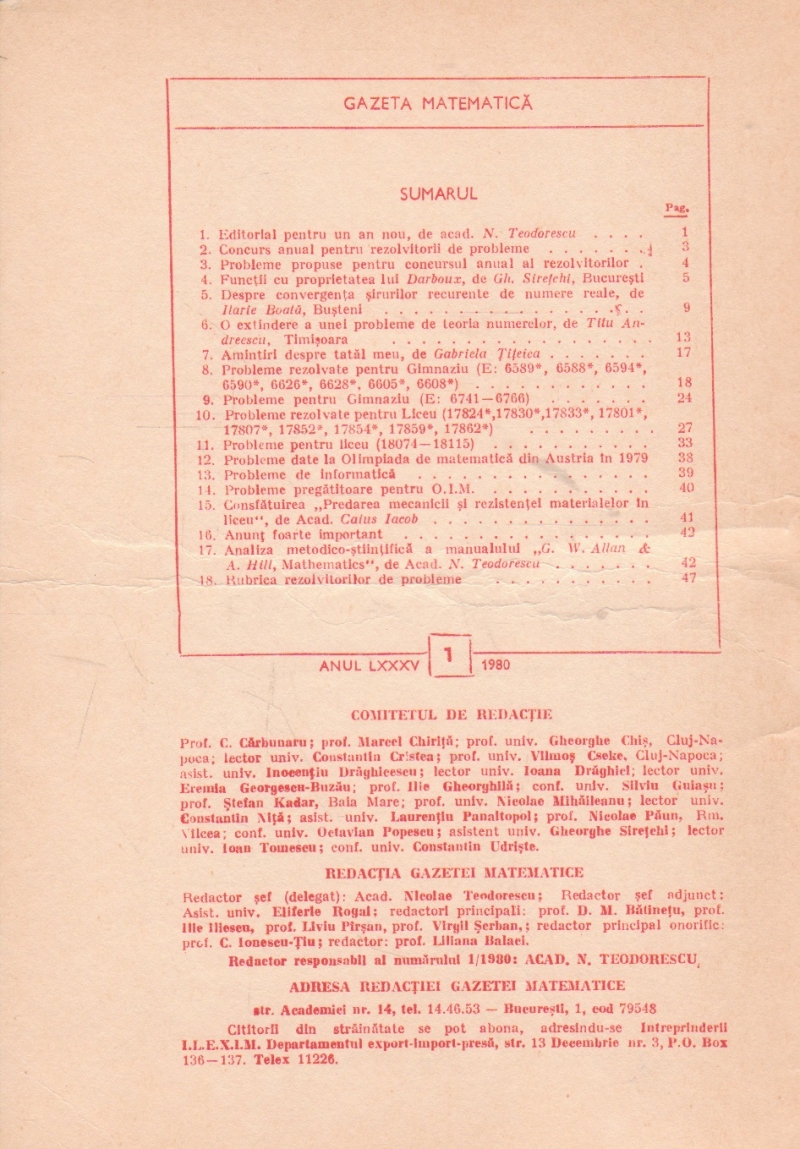 GAZETA MATEMATICĂ
SUMARUL
Pag.
1. Editorial pentru un an nou, de acad. N. Teodorescu . . . . 1
2. Concurs anual pentru rezolvitorii de probleme . . . . . . . 3
3. Probleme propuse pentru concursul anual al rezolvitorilor . 4
4. Funcții cu proprietatea lui Darboux, de Gh. Sirețchi, București 5
5. Despre convergența șirurilor recurente de numere reale, de
Ilarie Boată, Bușteni . . . . . . . . . . . . . . . . 9
6. O extindere a unei probleme de teoria numerelor, de Titu An-
dreescu, Timișoara . . . . . . . . . . . . . . . . . . 13
7. Amintiri despre tatăl meu, de Gabriela Țițeica . . . . . . . 17
8. Probleme rezolvate pentru Gimnaziu (E: 6589*, 6588*, 6594*,
6590*, 6626*, 6628*, 6605*, 6608*) . . . . . . . . . . . . 18
9. Probleme pentru Gimnaziu (E: 6741—6766) . . . . . . . 24
10. Probleme rezolvate pentru Liceu (17824*,17830*,17833*, 17801*,
17807*, 17852*, 17854*, 17859*, 17862*) . . . . . . . . . 27
11. Probleme pentru liceu (18074—18115) . . . . . . . . . . . 33
12. Probleme date la Olimpiada de matematică din Austria în 1979 38
13. Probleme de informatică . . . . . . . . . . . . . . . . 39
14. Probleme pregătitoare pentru O.I.M. . . . . . . . . . . . 40
15. Consfătuirea „Predarea mecanicii și rezistenței materialelor în
liceu“, de Acad. Caius Iacob . . . . . . . . . . . . . . . 41
16. Anunț foarte important . . . . . . . . . . . . . . . . 42
17. Analiza metodico-științifică a manualului „G. W. Allan &
A. Hill, Mathematics“, de Acad. N. Teodorescu . . . . . . . 42
18. Rubrica rezolvitorilor de probleme . . . . . . . . . . . 47
ANUL LXXXV 1 1980
COMITETUL DE REDACȚIE
Prof. C. Cărbunaru; prof. Marcel Chiriță; prof. univ. Gheorghe Chiș, Cluj-Na-
poca; lector univ. Constantin Cristea; prof. univ. Vilmoș Cseke, Cluj-Napoca;
asist. univ. Inocențiu Drăghicescu; lector univ. Ioana Drăghiei; lector univ.
Eremia Georgescu-Buzău; prof. Ilie Gheorghilă; conf. univ. Silviu Guiașu;
prof. Ștefan Kadar, Baia Mare; prof. univ. Nicolae Mihăileanu; lector univ.
Constantin Niță; asist. univ. Laurențiu Panaitopol; prof. Nicolae Păun, Rm.
Vîlcea; conf. univ. Octavian Popescu; asistent univ. Gheorghe Sirețchi; lector
univ. Ioan Tomescu; conf. univ. Constantin Udriște.
REDACȚIA GAZETEI MATEMATICE
Redactor șef (delegat): Acad. Nicolae Teodorescu; Redactor șef adjunct:
Asist. univ. Eliferie Rogai; redactori principali: prof. D. M. Bătinețu, prof.
Ilie Iliescu, prof. Liviu Pîrșan, prof. Virgil Șerban,; redactor principal onorific:
prof. C. Ionescu-Țiu; redactor: prof. Liliana Balaci.
Redactor responsabil al numărului 1/1980: ACAD. N. TEODORESCU
ADRESA REDACȚIEI GAZETEI MATEMATICE
str. Academiei nr. 14, tel. 14.46.53 — București, 1, cod 79548
Cititorii din străinătate se pot abona, adresîndu-se Intreprinderii
I.L.E.X.I.M. Departamentul export-import-presă, str. 13 Decembrie nr. 3, P.O. Box
136—137. Telex 11226.